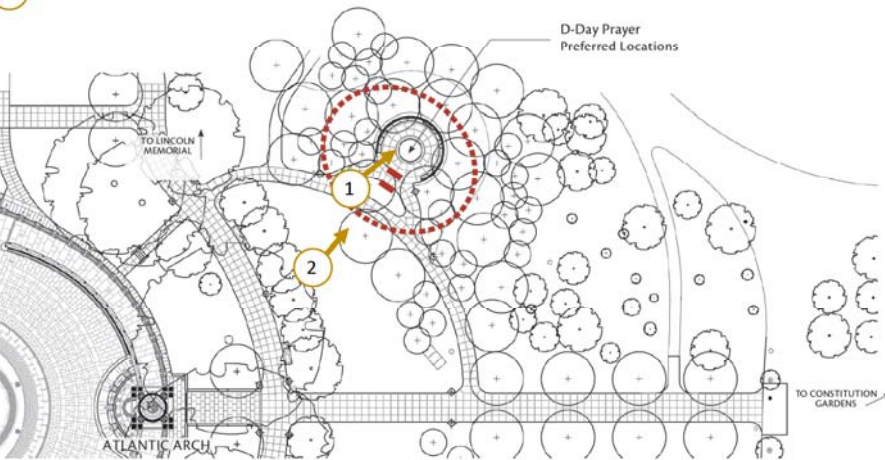 D-Day Prayer
Preferred Locations
TO LINCOLN
MEMORIAL
1
2
TO CONSTITUTION
GARDENS
ATLANTIC ARCH